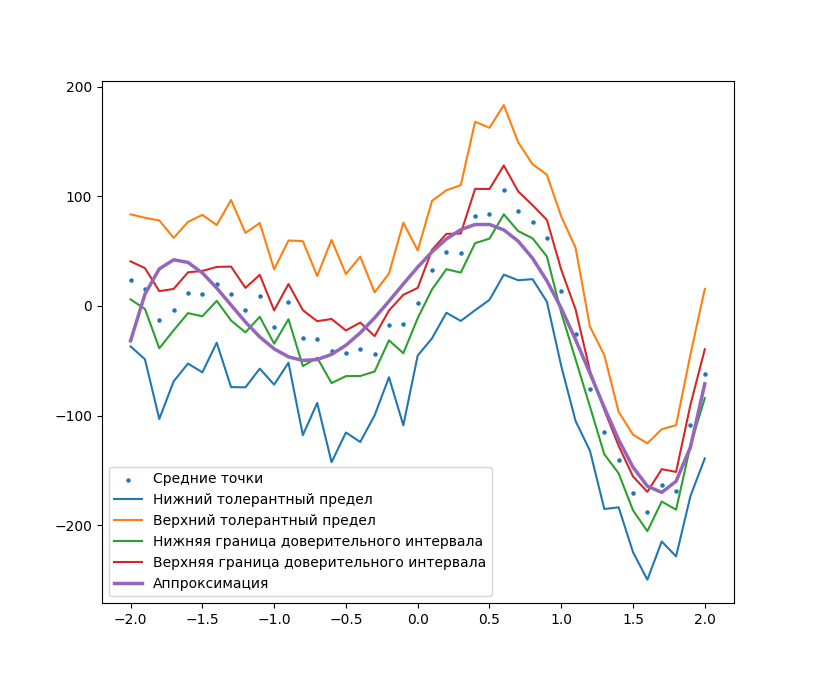 200
100
0
−100
−200
Средние точки
Нижний толерантный предел
Верхний толерантный предел
Нижняя граница доверительного интервала
Верхняя граница доверительного интервала
Аппроксимация
−2.0 −1.5 −1.0 −0.5 0.0 0.5 1.0 1.5 2.0